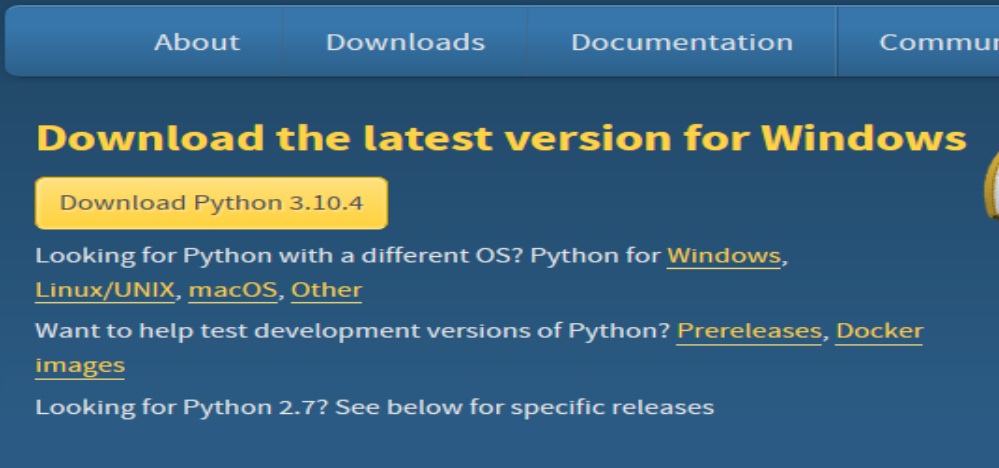 About Downloads Documentation Commun
Download the latest version for Windows
Download Python 3.10.4
Looking for Python with a different OS? Python for Windows,
Linux/UNIX, macOS, Other
Want to help test development versions of Python? Prereleases, Docker
images
Looking for Python 2.7? See below for specific releases